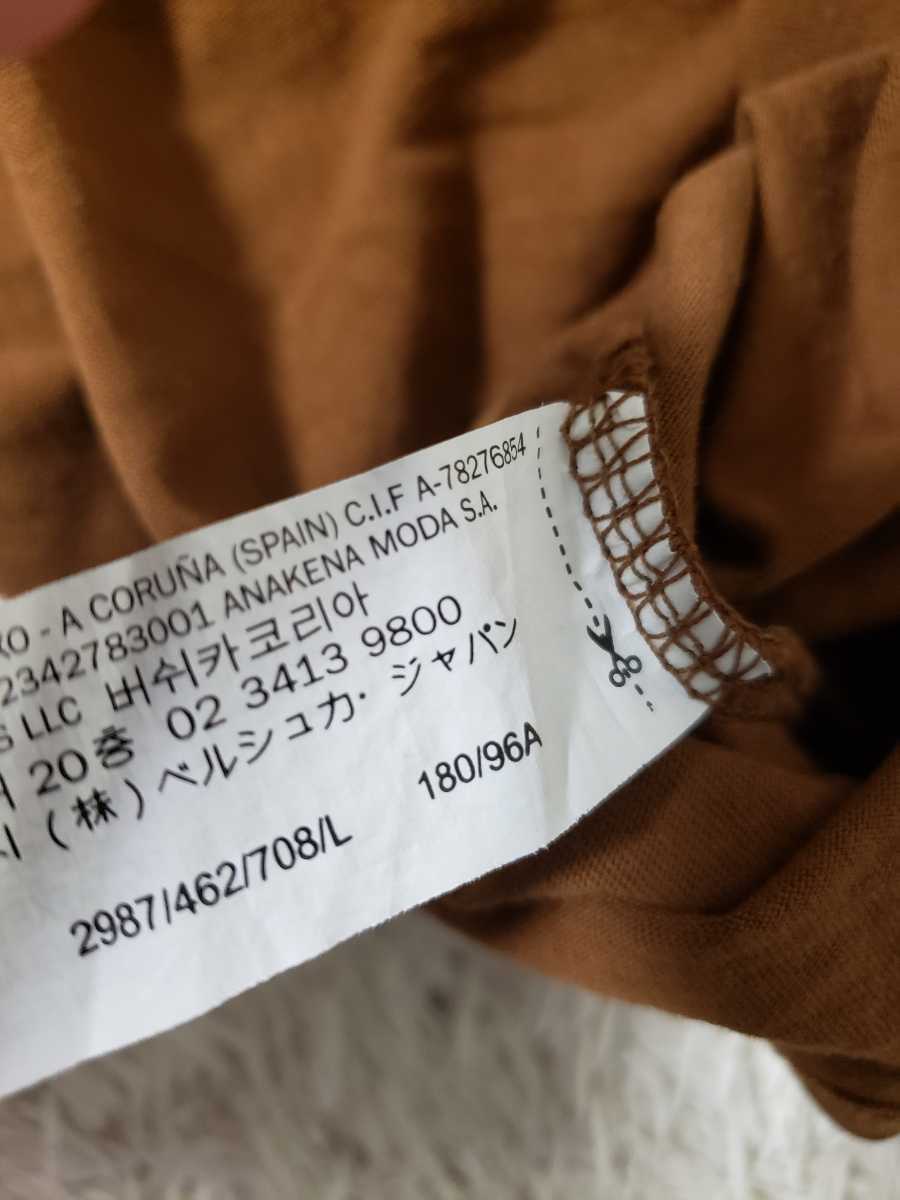 RO - A CORUÑA (SPAIN) C.I.F A-78276854
2342783001 ANAKENA MODA S.A.
LLC 버쉬카코리아
20층 02 3413 9800
(株)ベルシュカ・ジャパン
2987/462/708/L 180/96A